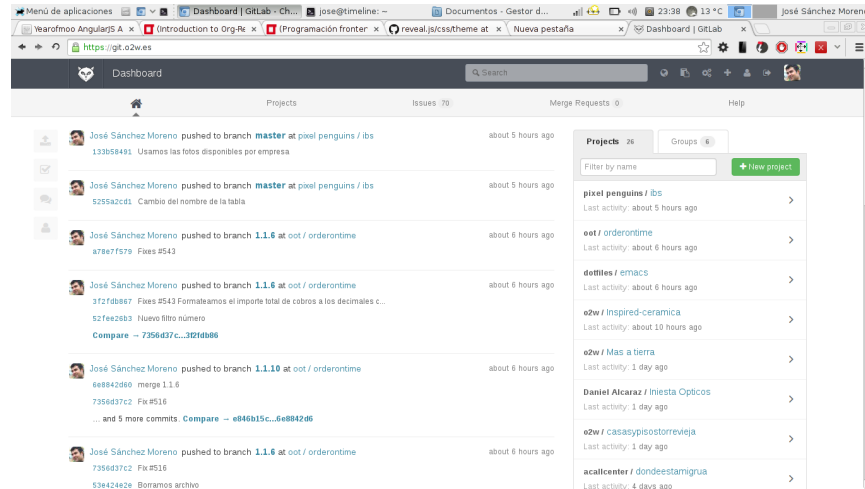 Menú de aplicaciones
Dashboard | GitLab - Ch...
jose@timeline: ~
Documentos - Gestor d...
23:38
13 °C
José Sánchez Moreno
Yearofmoo AngularJS A
(Introduction to Org-Re
(Programación fronter
reveal.js/css/theme at
Nueva pestaña
Dashboard | GitLab
https://git.o2w.es
Dashboard
Search
Projects
Issues 70
Merge Requests 0
Help
José Sánchez Moreno pushed to branch master at pixel penguins / ibs
about 5 hours ago
133b58491 Usamos las fotos disponibles por empresa
José Sánchez Moreno pushed to branch master at pixel penguins / ibs
about 5 hours ago
5255a2cd1 Cambio del nombre de la tabla
José Sánchez Moreno pushed to branch 1.1.6 at oot / orderontime
about 6 hours ago
a78e7f579 Fixes #543
José Sánchez Moreno pushed to branch 1.1.6 at oot / orderontime
about 6 hours ago
3f2fdb867 Fixes #543 Formateamos el importe total de cobros a los decimales c...
52fee26b3 Nuevo filtro número
Compare → 7356d37c...3f2fdb86
José Sánchez Moreno pushed to branch 1.1.10 at oot / orderontime
about 6 hours ago
6e8842d60 merge 1.1.6
7356d37c2 Fix #516
... and 5 more commits. Compare → e846b15c...6e8842d6
José Sánchez Moreno pushed to branch 1.1.6 at oot / orderontime
about 6 hours ago
7356d37c2 Fix #516
53e424e2e Borramos archivo
Projects 26
Groups 6
Filter by name
New project
pixel penguins / ibs
Last activity: about 5 hours ago
oot / orderontime
Last activity: about 6 hours ago
dotfiles / emacs
Last activity: about 6 hours ago
o2w / Inspired-ceramica
Last activity: about 10 hours ago
o2w / Mas a tierra
Last activity: 1 day ago
Daniel Alcaraz / Iniesta Opticos
Last activity: 1 day ago
o2w / casasypisostorrevieja
Last activity: 1 day ago
acallcenter / dondeestamigrua
Last activity: 4 days ago